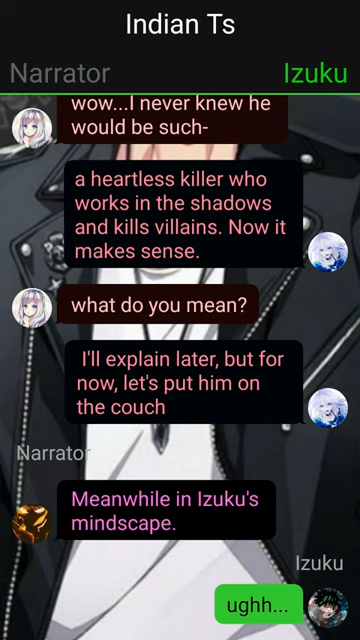 Indian Ts
Narrator
Izuku
wow...I never knew he
would be such-
a heartless killer who
works in the shadows
and kills villains. Now it
makes sense.
what do you mean?
I'll explain later, but for
now, let's put him on
the couch
Narrator
Meanwhile in Izuku's
mindscape.
Izuku
ughh...